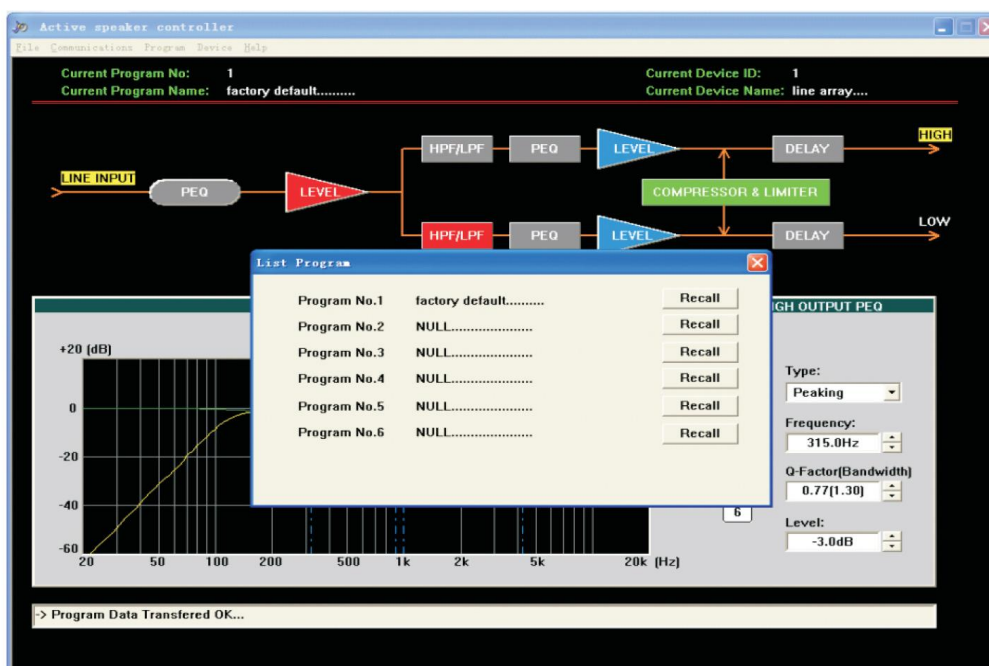 Active speaker controller
File Communications Program Device Help
Current Program No: 1
Current Device ID: 1
Current Program Name: factory default..........
Current Device Name: line array....
HIGH
HPF/LPF PEQ LEVEL DELAY
LINE INPUT
PEQ LEVEL COMPRESSOR & LIMITER
LOW
HPF/LPF PEQ LEVEL DELAY
List Program
Program No.1 factory default.......... Recall
Program No.2 NULL..................... Recall
Program No.3 NULL..................... Recall
Program No.4 NULL..................... Recall
Program No.5 NULL..................... Recall
Program No.6 NULL..................... Recall
OUTPUT PEQ
+20 (dB)
0
-20
-40
-60
20 50 100 200 500 1k 2k 5k 20k (Hz)
6
Type:
Peaking
Frequency:
315.0Hz
Q-Factor(Bandwidth)
0.77(1.30)
Level:
-3.0dB
-> Program Data Transfered OK...